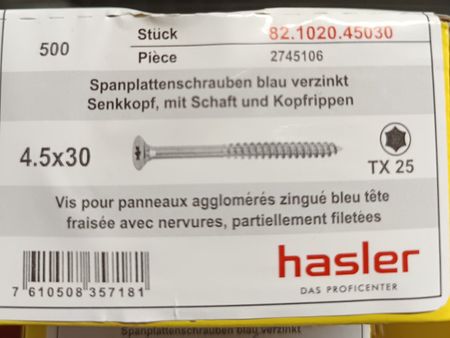 500
Stück 82.1020.45030
Pièce 2745106
Spanplattenschrauben blau verzinkt
Senkkopf, mit Schaft und Kopfrippen
4.5x30
TX 25
Vis pour panneaux agglomérés zingué bleu tête
fraisée avec nervures, partiellement filetées
hasler
DAS PROFICENTER
7 610508 357181
Spanplattenschrauben blau verzinkt